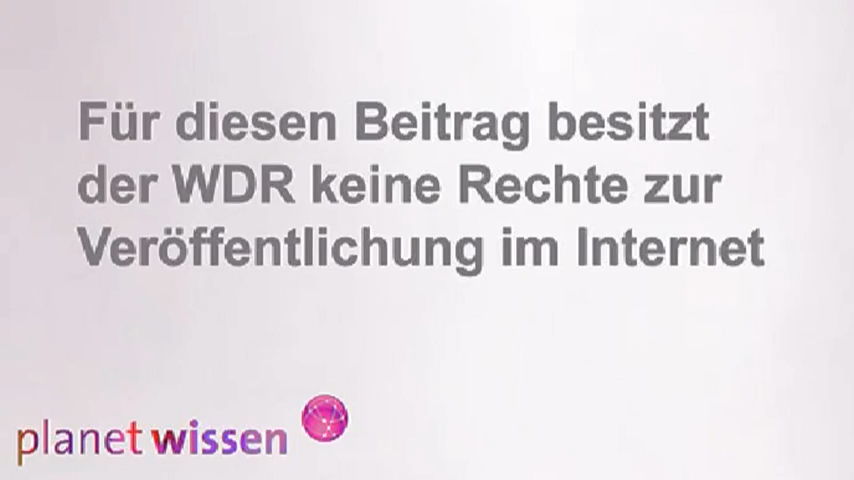 Für diesen Beitrag besitzt
der WDR keine Rechte zur
Veröffentlichung im Internet
planet wissen